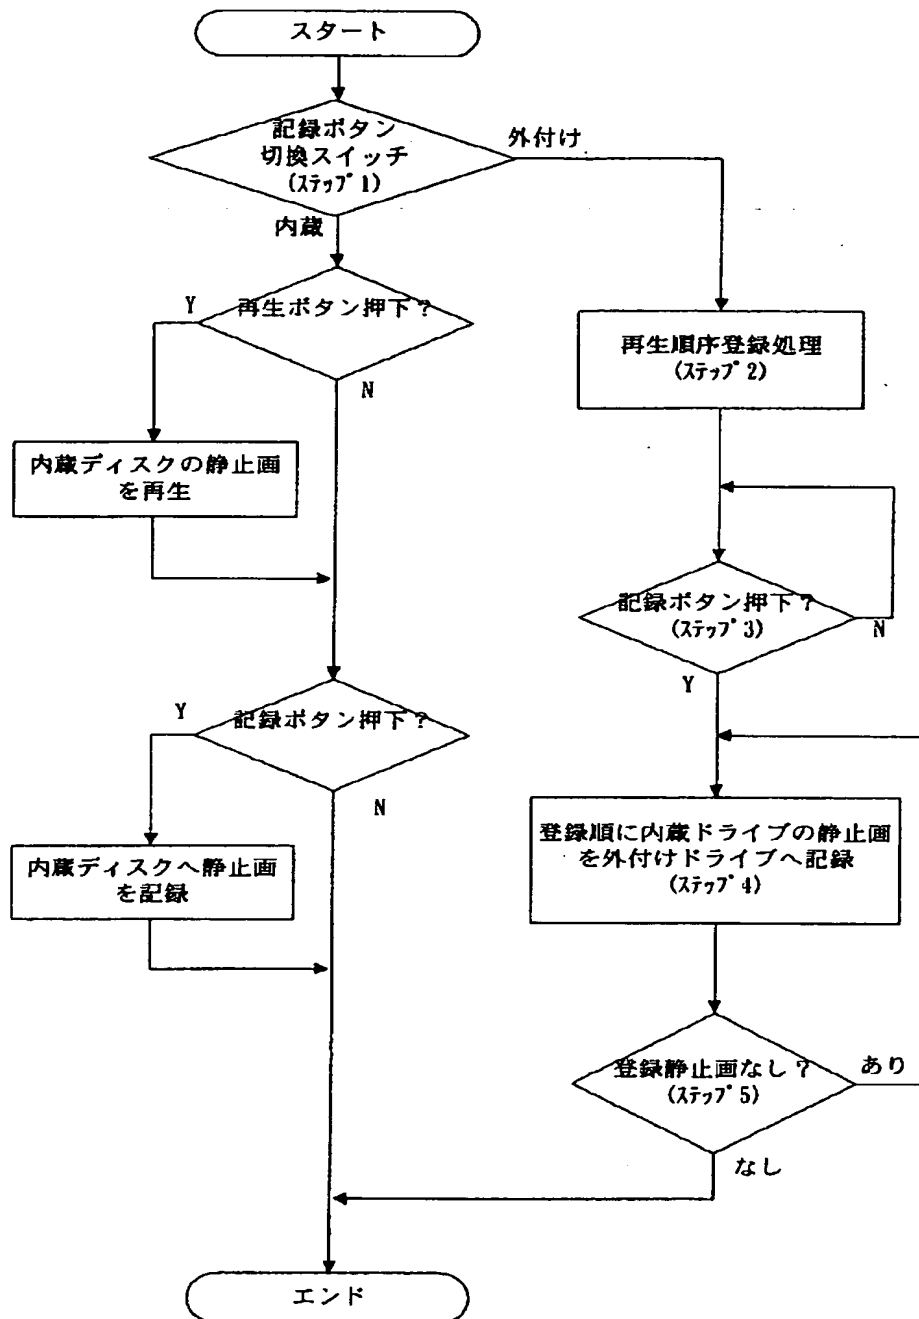 スタート
記録ボタン
切換スイッチ
(ステップ1)
外付け
内蔵
Y
再生ボタン押下？
N
再生順序登録処理
(ステップ2)
内蔵ディスクの静止画
を再生
記録ボタン押下？
(ステップ3)
N
Y
Y
記録ボタン押下？
N
登録順に内蔵ドライブの静止画
を外付けドライブへ記録
(ステップ4)
内蔵ディスクへ静止画
を記録
登録静止画なし？
(ステップ5)
あり
なし
エンド